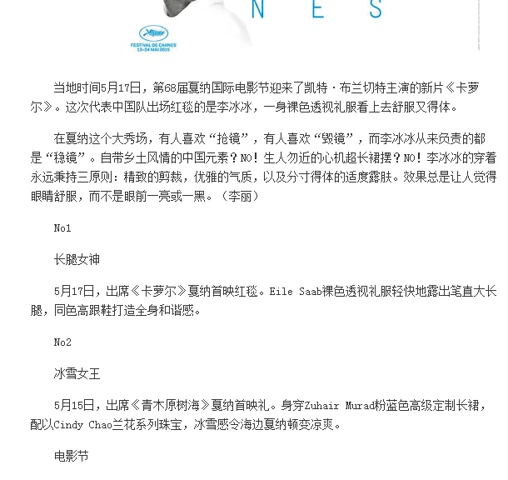 N E S
FESTIVAL DE CANNES
13-24 MAI 2015
当地时间5月17日，第68届夏纳国际电影节迎来了凯特·布兰切特主演的新片《卡萝
尔》。这次代表中国队出场红毯的是李冰冰，一身裸色透视礼服看上去舒服又得体。
在夏纳这个大秀场，有人喜欢“抢镜”，有人喜欢“毁镜”，而李冰冰从来负责的都
是“稳镜”。自带乡土风情的中国元素？NO！生人勿近的心机超长裙摆？NO！李冰冰的穿着
永远秉持三原则：精致的剪裁，优雅的气质，以及分寸得体的适度露肤。效果总是让人觉得
眼睛舒服，而不是眼前一亮或一黑。（李丽）
No1
长腿女神
5月17日，出席《卡萝尔》戛纳首映红毯。Eile Saab裸色透视礼服轻快地露出笔直大长
腿，同色高跟鞋打造全身和谐感。
No2
冰雪女王
5月15日，出席《青木原树海》戛纳首映礼。身穿Zuhair Murad粉蓝色高级定制长裙，
配以Cindy Chao兰花系列珠宝，冰雪感令海边戛纳顿变凉爽。
电影节